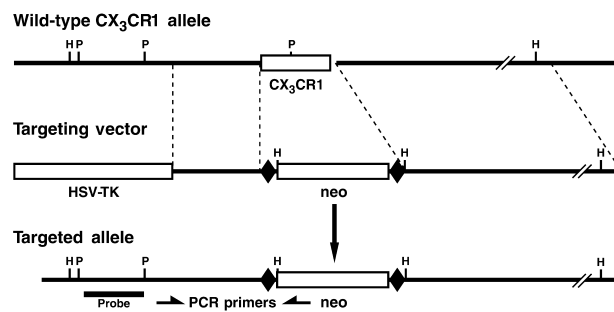 Wild-type CX₃CR1 allele
H P P P H
CX₃CR1
Targeting vector
H H H
HSV-TK neo
Targeted allele
H P P H H H
Probe PCR primers neo